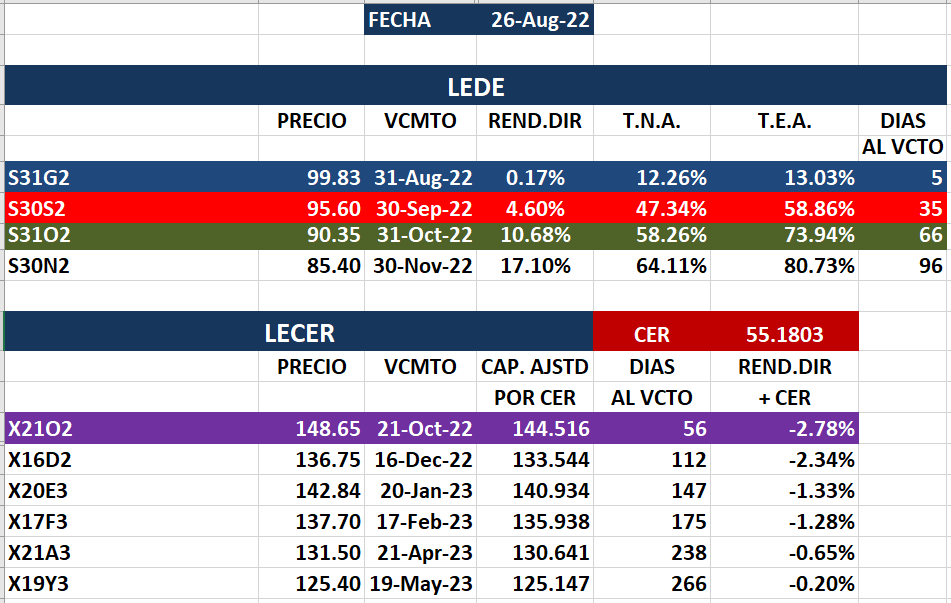 FECHA 26-Aug-22
LEDE
PRECIO VCMTO REND.DIR T.N.A. T.E.A. DIAS
AL VCTO
S31G2 99.83 31-Aug-22 0.17% 12.26% 13.03% 5
S30S2 95.60 30-Sep-22 4.60% 47.34% 58.86% 35
S31O2 90.35 31-Oct-22 10.68% 58.26% 73.94% 66
S30N2 85.40 30-Nov-22 17.10% 64.11% 80.73% 96
LECER CER 55.1803
PRECIO VCMTO CAP. AJSTD DIAS REND.DIR
POR CER AL VCTO + CER
X21O2 148.65 21-Oct-22 144.516 56 -2.78%
X16D2 136.75 16-Dec-22 133.544 112 -2.34%
X20E3 142.84 20-Jan-23 140.934 147 -1.33%
X17F3 137.70 17-Feb-23 135.938 175 -1.28%
X21A3 131.50 21-Apr-23 130.641 238 -0.65%
X19Y3 125.40 19-May-23 125.147 266 -0.20%